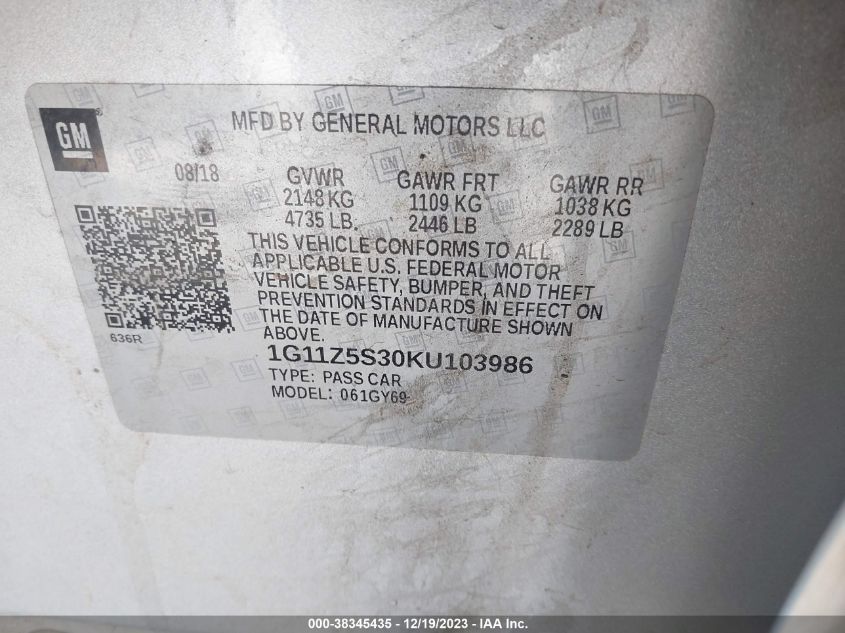 GM
MFD BY GENERAL MOTORS LLC
08/18 GVWR GAWR FRT GAWR RR
2148 KG 1109 KG 1038 KG
4735 LB. 2446 LB 2289 LB
THIS VEHICLE CONFORMS TO ALL
APPLICABLE U.S. FEDERAL MOTOR
VEHICLE SAFETY, BUMPER, AND THEFT
PREVENTION STANDARDS IN EFFECT ON
THE DATE OF MANUFACTURE SHOWN
ABOVE.
636R
1G11Z5S30KU103986
TYPE: PASS CAR
MODEL: 061GY69
000-38345435 - 12/19/2023 - IAA Inc.